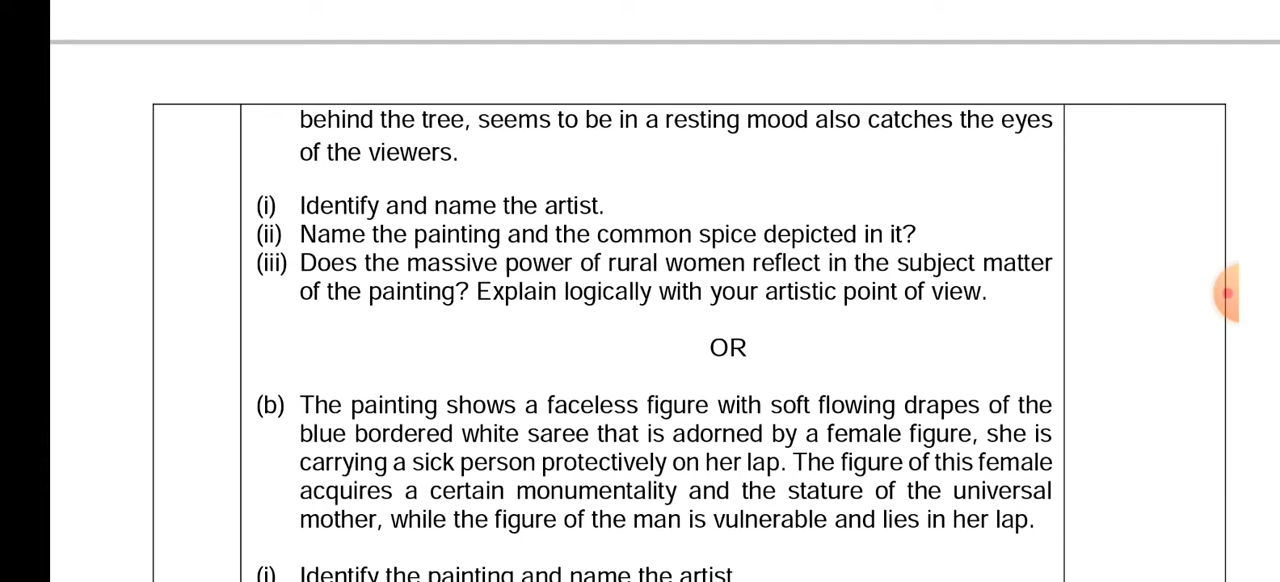 behind the tree, seems to be in a resting mood also catches the eyes
of the viewers.
(i) Identify and name the artist.
(ii) Name the painting and the common spice depicted in it?
(iii) Does the massive power of rural women reflect in the subject matter
of the painting? Explain logically with your artistic point of view.
OR
(b) The painting shows a faceless figure with soft flowing drapes of the
blue bordered white saree that is adorned by a female figure, she is
carrying a sick person protectively on her lap. The figure of this female
acquires a certain monumentality and the stature of the universal
mother, while the figure of the man is vulnerable and lies in her lap.
(i) Identify the painting and name the artist